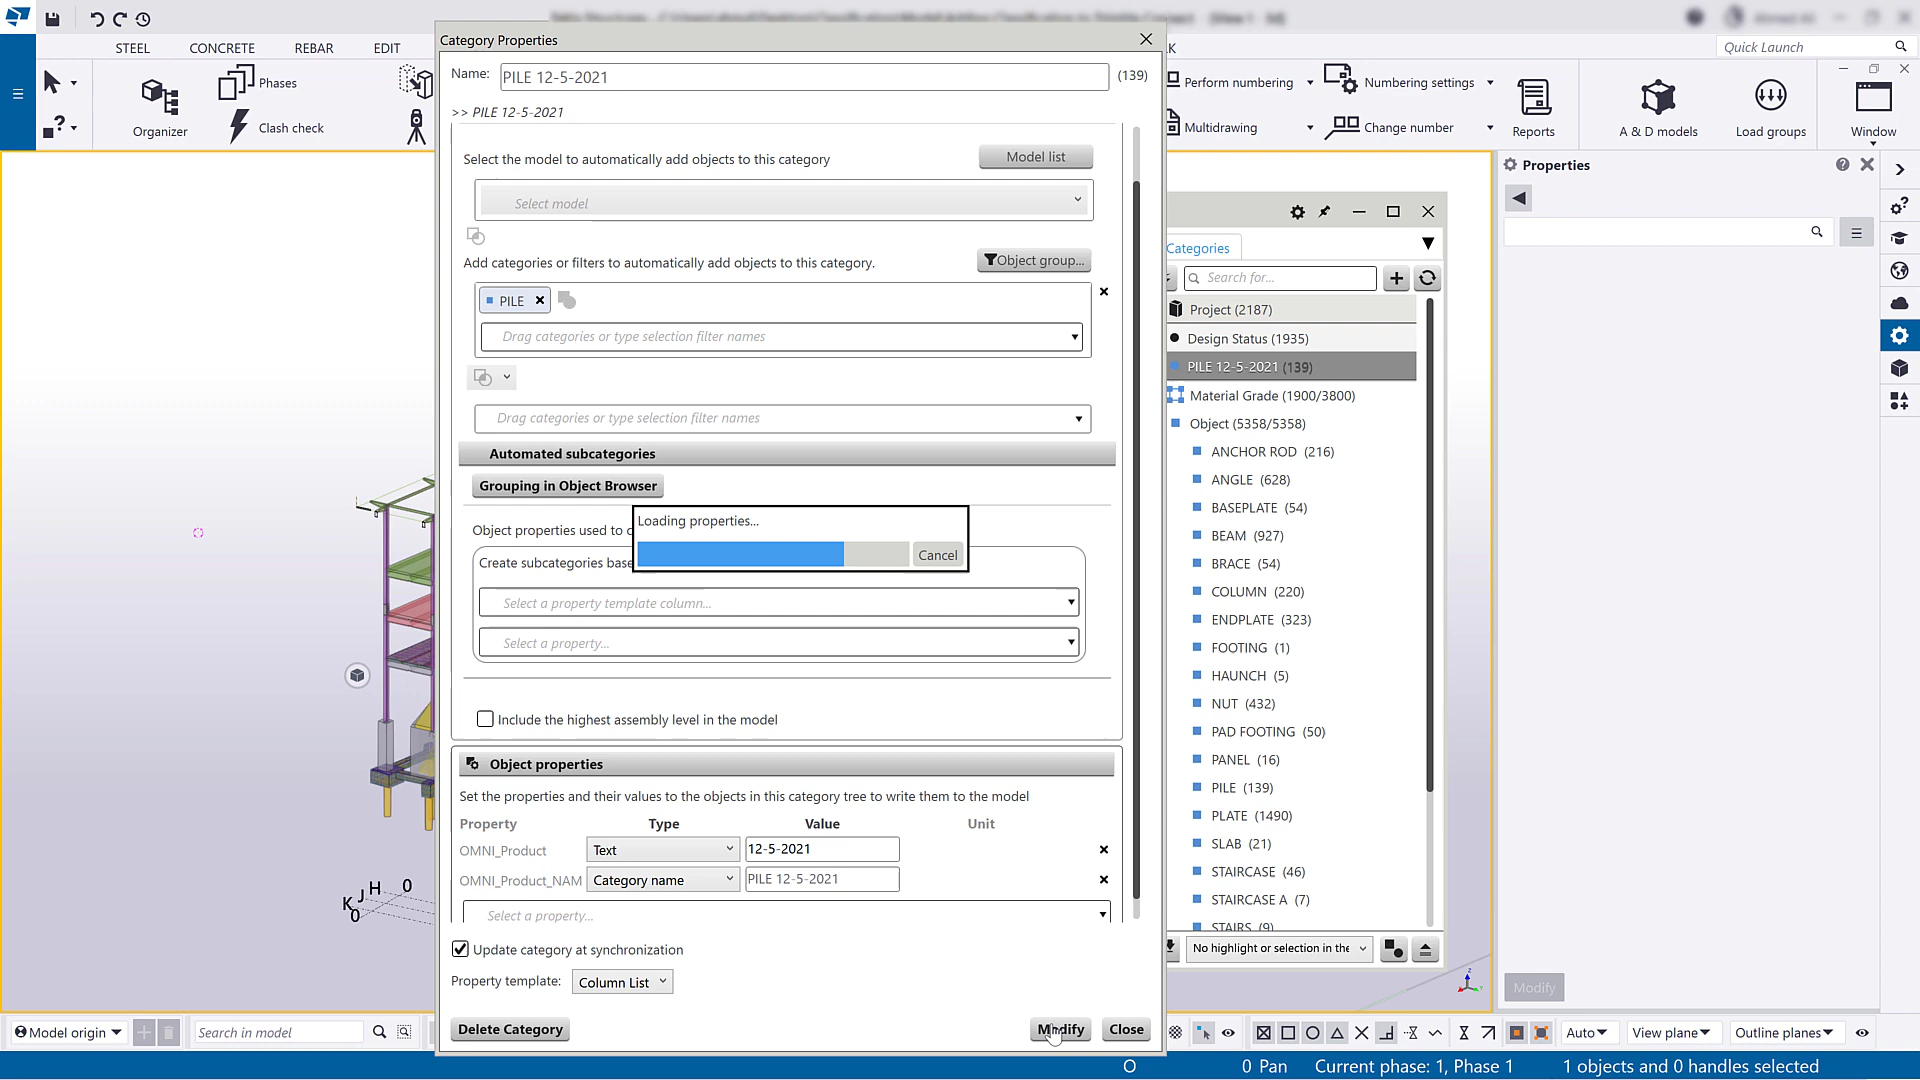 STEEL CONCRETE REBAR EDIT
Quick Launch
Organizer
Phases
Clash check
Perform numbering
Multidrawing
Numbering settings
Change number
Reports
A & D models
Load groups
Window
Category Properties
Name: PILE 12-5-2021 (139)
>> PILE 12-5-2021
Select the model to automatically add objects to this category
Model list
Select model
Add categories or filters to automatically add objects to this category.
Object group...
PILE
Drag categories or type selection filter names
Drag categories or type selection filter names
Automated subcategories
Grouping in Object Browser
Object properties used to c
Create subcategories base
Loading properties...
Cancel
Select a property template column...
Select a property...
Include the highest assembly level in the model
Object properties
Set the properties and their values to the objects in this category tree to write them to the model
Property Type Value Unit
OMNI_Product Text 12-5-2021
OMNI_Product_NAM Category name PILE 12-5-2021
Select a property...
Update category at synchronization
Property template: Column List
Delete Category
Modify
Close
Categories
Search for...
Project (2187)
Design Status (1935)
PILE 12-5-2021 (139)
Material Grade (1900/3800)
Object (5358/5358)
ANCHOR ROD (216)
ANGLE (628)
BASEPLATE (54)
BEAM (927)
BRACE (54)
COLUMN (220)
ENDPLATE (323)
FOOTING (1)
HAUNCH (5)
NUT (432)
PAD FOOTING (50)
PANEL (16)
PILE (139)
PLATE (1490)
SLAB (21)
STAIRCASE (46)
STAIRCASE A (7)
STAIRS (9)
No highlight or selection in the
Properties
Modify
K J H 0
0
Model origin
Search in model
Auto
View plane
Outline planes
O 0 Pan Current phase: 1, Phase 1 1 objects and 0 handles selected